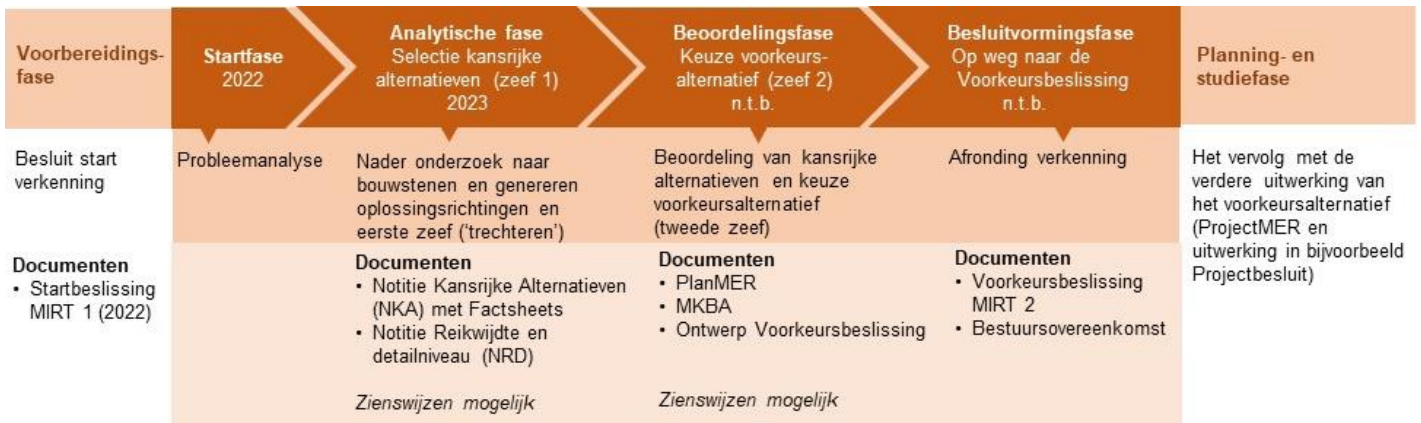 Voorbereidings-
fase
Startfase
2022
Analytische fase
Selectie kansrijke
alternatieven (zeef 1)
2023
Beoordelingsfase
Keuze voorkeurs-
alternatief (zeef 2)
n.t.b.
Besluitvormingsfase
Op weg naar de
Voorkeursbeslissing
n.t.b.
Planning- en
studiefase
Besluit start
verkenning
Probleemanalyse
Nader onderzoek naar
bouwstenen en genereren
oplossingsrichtingen en
eerste zeef (‘trechteren’)
Beoordeling van kansrijke
alternatieven en keuze
voorkeursalternatief
(tweede zeef)
Afronding verkenning
Het vervolg met de
verdere uitwerking van
het voorkeursalternatief
(ProjectMER en
uitwerking in bijvoorbeeld
Projectbesluit)
Documenten
• Startbeslissing
MIRT 1 (2022)
Documenten
• Notitie Kansrijke Alternatieven
(NKA) met Factsheets
• Notitie Reikwijdte en
detailniveau (NRD)
Zienswijzen mogelijk
Documenten
• PlanMER
• MKBA
• Ontwerp Voorkeursbeslissing
Zienswijzen mogelijk
Documenten
• Voorkeursbeslissing
MIRT 2
• Bestuursovereenkomst